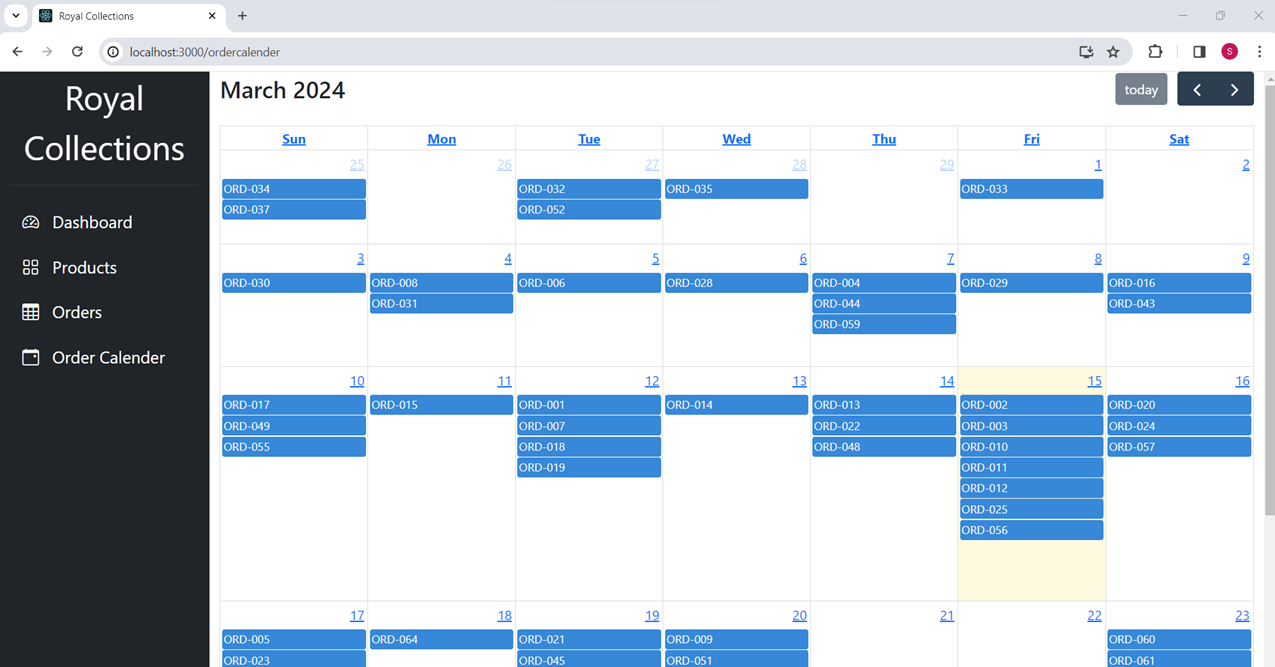 Royal Collections
localhost:3000/ordercalender
S
Royal
Collections
Dashboard
Products
Orders
Order Calender
March 2024
today
Sun Mon Tue Wed Thu Fri Sat
25 26 27 28 29 1 2
ORD-034 ORD-032 ORD-035 ORD-033
ORD-037 ORD-052
3 4 5 6 7 8 9
ORD-030 ORD-008 ORD-006 ORD-028 ORD-004 ORD-029 ORD-016
ORD-031 ORD-044 ORD-043
ORD-059
10 11 12 13 14 15 16
ORD-017 ORD-015 ORD-001 ORD-014 ORD-013 ORD-002 ORD-020
ORD-049 ORD-007 ORD-022 ORD-003 ORD-024
ORD-055 ORD-018 ORD-048 ORD-010 ORD-057
ORD-019 ORD-011
ORD-012
ORD-025
ORD-056
17 18 19 20 21 22 23
ORD-005 ORD-064 ORD-021 ORD-009 ORD-060
ORD-023 ORD-045 ORD-051 ORD-061